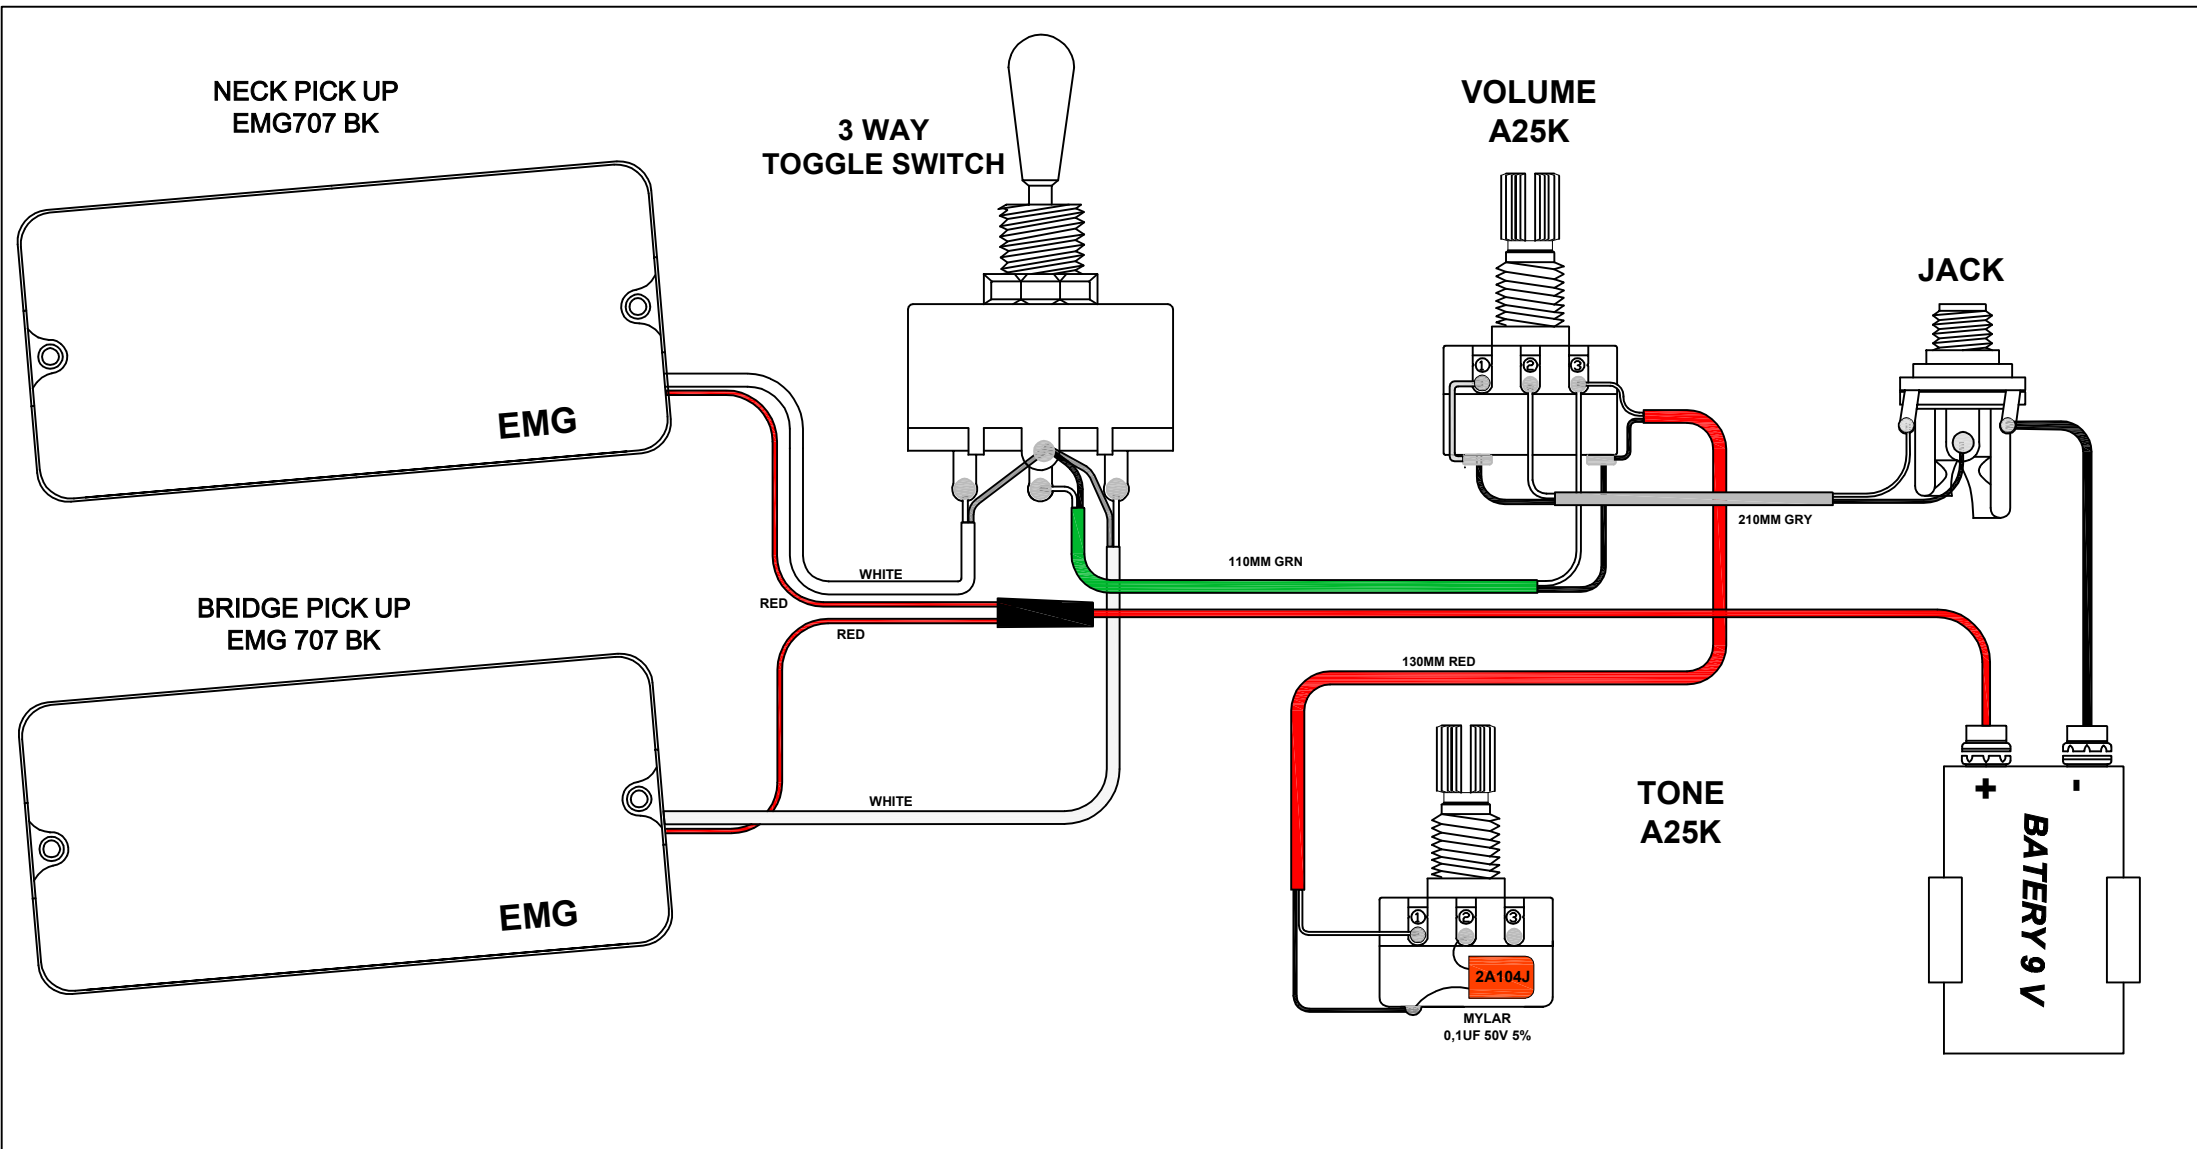 NECK PICK UP
EMG707 BK
EMG
3 WAY
TOGGLE SWITCH
VOLUME
A25K
1 2 3
JACK
210MM GRY
110MM GRN
WHITE
RED
RED
BRIDGE PICK UP
EMG 707 BK
EMG
WHITE
130MM RED
TONE
A25K
1 2 3
2A104J
MYLAR
0,1UF 50V 5%
+ -
BATERY 9 V